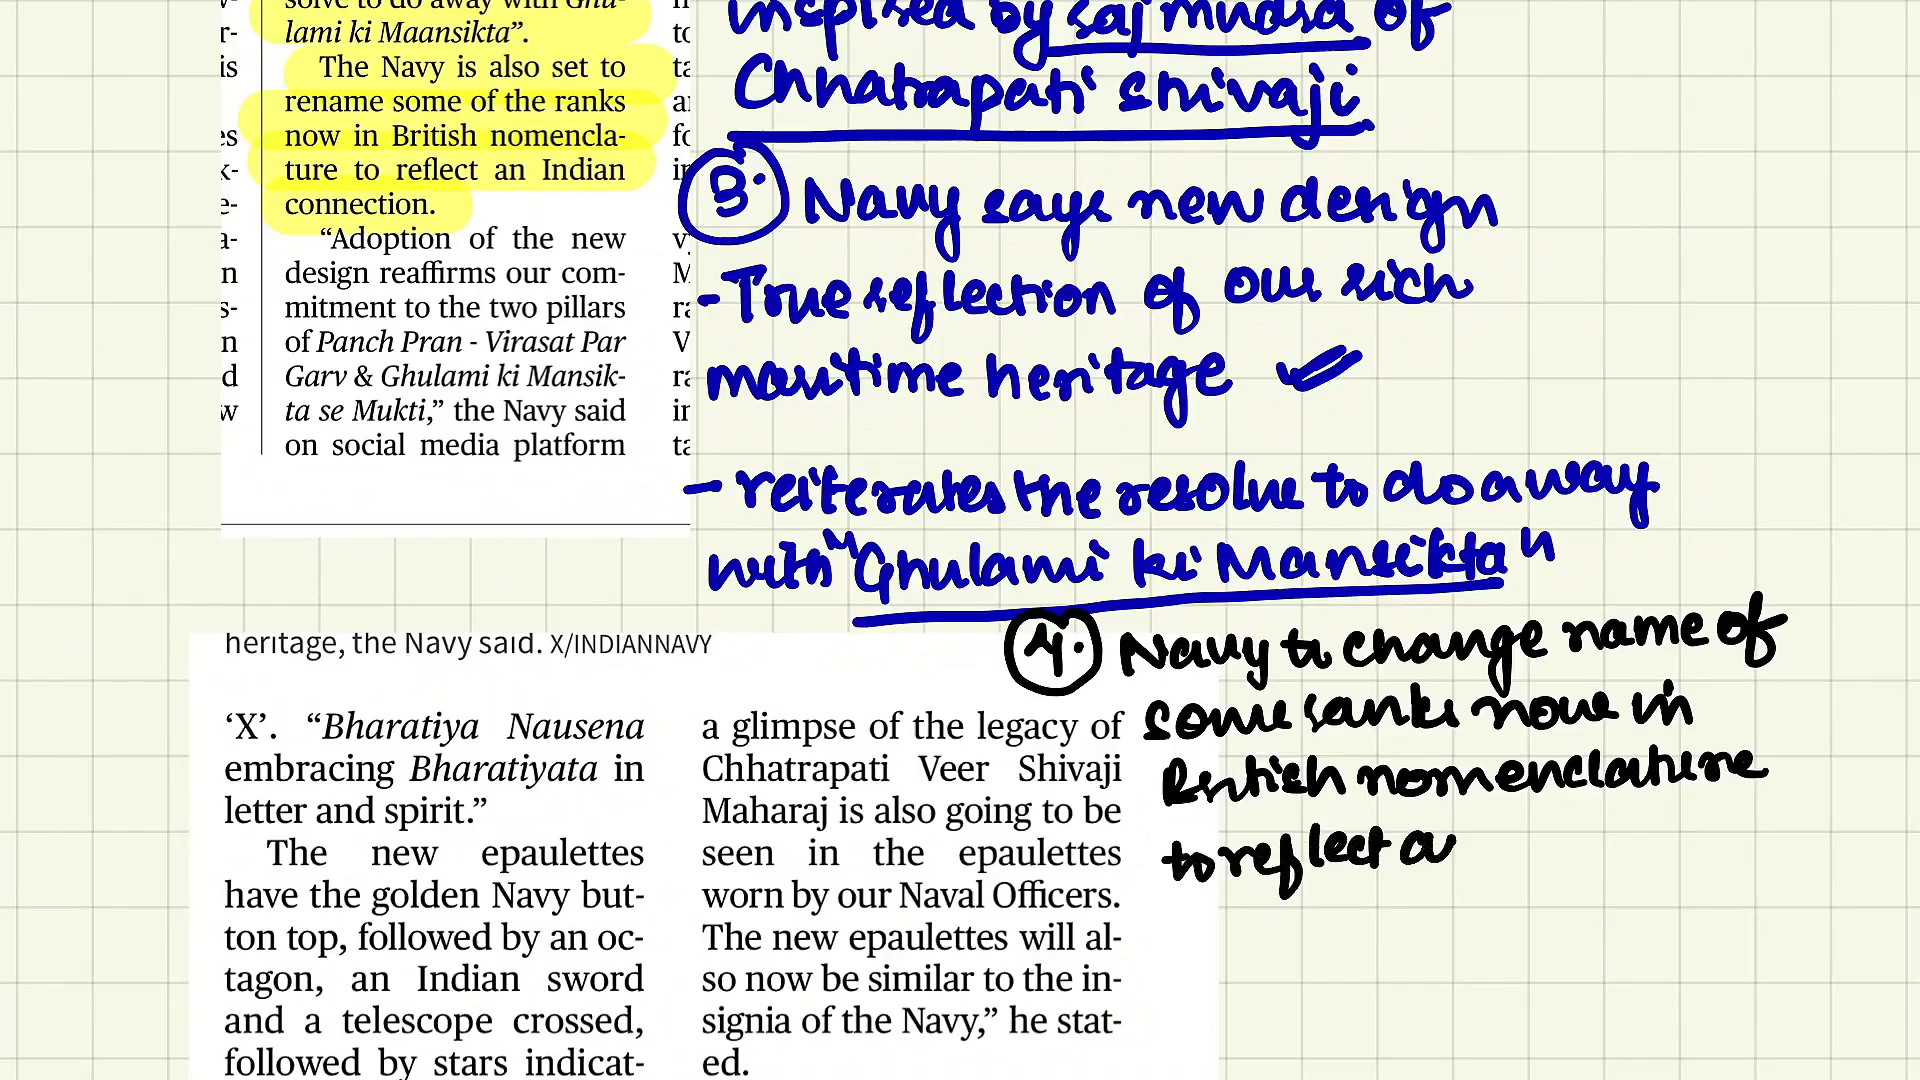 solve to do away with Ghu-
lami ki Maansikta”.
The Navy is also set to
rename some of the ranks
now in British nomencla-
ture to reflect an Indian
connection.
“Adoption of the new
design reaffirms our com-
mitment to the two pillars
of Panch Pran - Virasat Par
Garv & Ghulami ki Mansik-
ta se Mukti,” the Navy said
on social media platform
inspired by raj mudra of
Chhatrapati Shivaji
3. Navy says new design
- True reflection of our rich
maritime heritage
- reiterates the resolve to do away
with "Ghulami ki Mansikta"
4. Navy to change name of
some ranks now in
British nomenclature
to reflect a
heritage, the Navy said. X/INDIANNAVY
‘X’. “Bharatiya Nausena
embracing Bharatiyata in
letter and spirit.”
The new epaulettes
have the golden Navy but-
ton top, followed by an oc-
tagon, an Indian sword
and a telescope crossed,
followed by stars indicat-
a glimpse of the legacy of
Chhatrapati Veer Shivaji
Maharaj is also going to be
seen in the epaulettes
worn by our Naval Officers.
The new epaulettes will al-
so now be similar to the in-
signia of the Navy,” he stat-
ed.